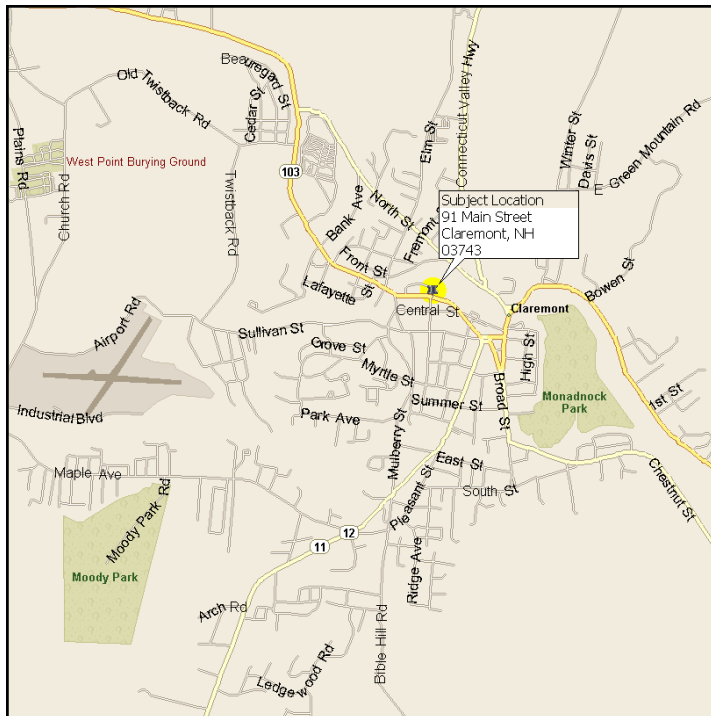 Beauregard St
Old Twistback Rd
Cedar St
Plains Rd
West Point Burying Ground
Church Rd
Twistback Rd
103
Elm St
Connecticut Valley Hwy
Winter St
Davis St
Green Mountain Rd
E
North St
Bank Ave
Fremont S
Subject Location
91 Main Street
Claremont, NH
03743
Front St
Lafayette St
Central St
Claremont
Bowen St
Airport Rd
Sullivan St
Grove St
Myrtle St
High St
Monadnock
Park
1st St
Industrial Blvd
Park Ave
Summer St
Broad St
Mulberry St
Maple Ave
East St
South St
Pleasant St
Chestnut St
Moody Park Rd
Moody Park
12
11
Ridge Ave
Arch Rd
Bible Hill Rd
Ledgewood Rd